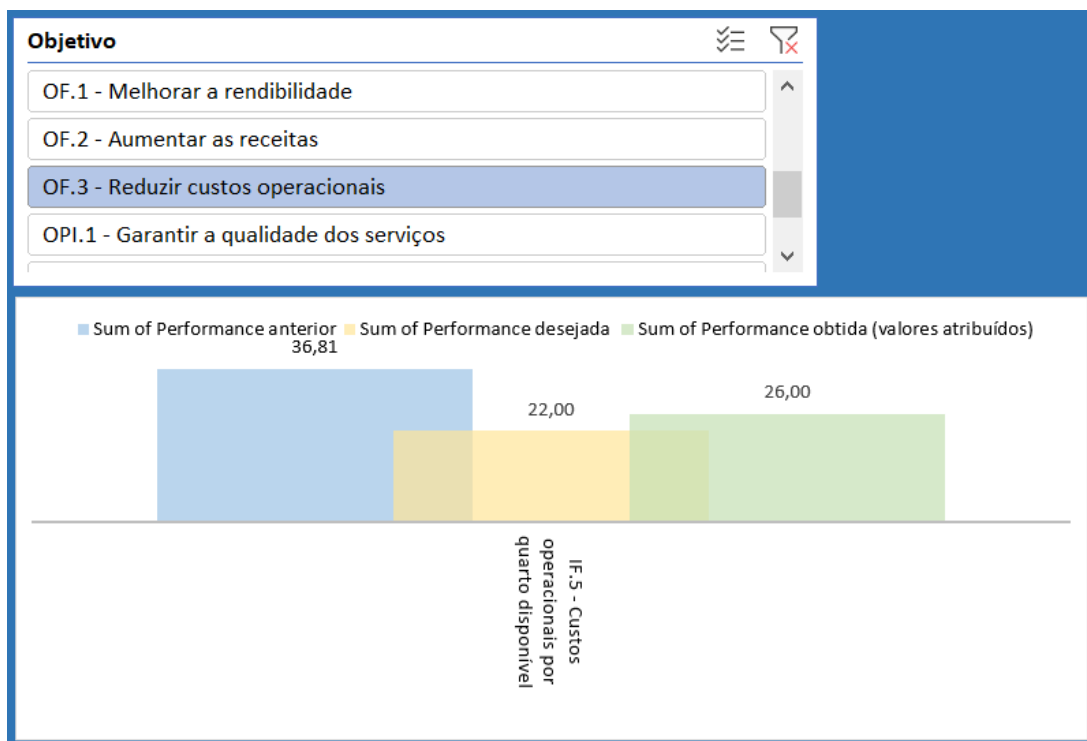 Objetivo
OF.1 - Melhorar a rendibilidade
OF.2 - Aumentar as receitas
OF.3 - Reduzir custos operacionais
OPI.1 - Garantir a qualidade dos serviços
Sum of Performance anterior Sum of Performance desejada Sum of Performance obtida (valores atribuídos)
36,81
22,00
26,00
IF.5 - Custos
operacionais por
quarto disponível